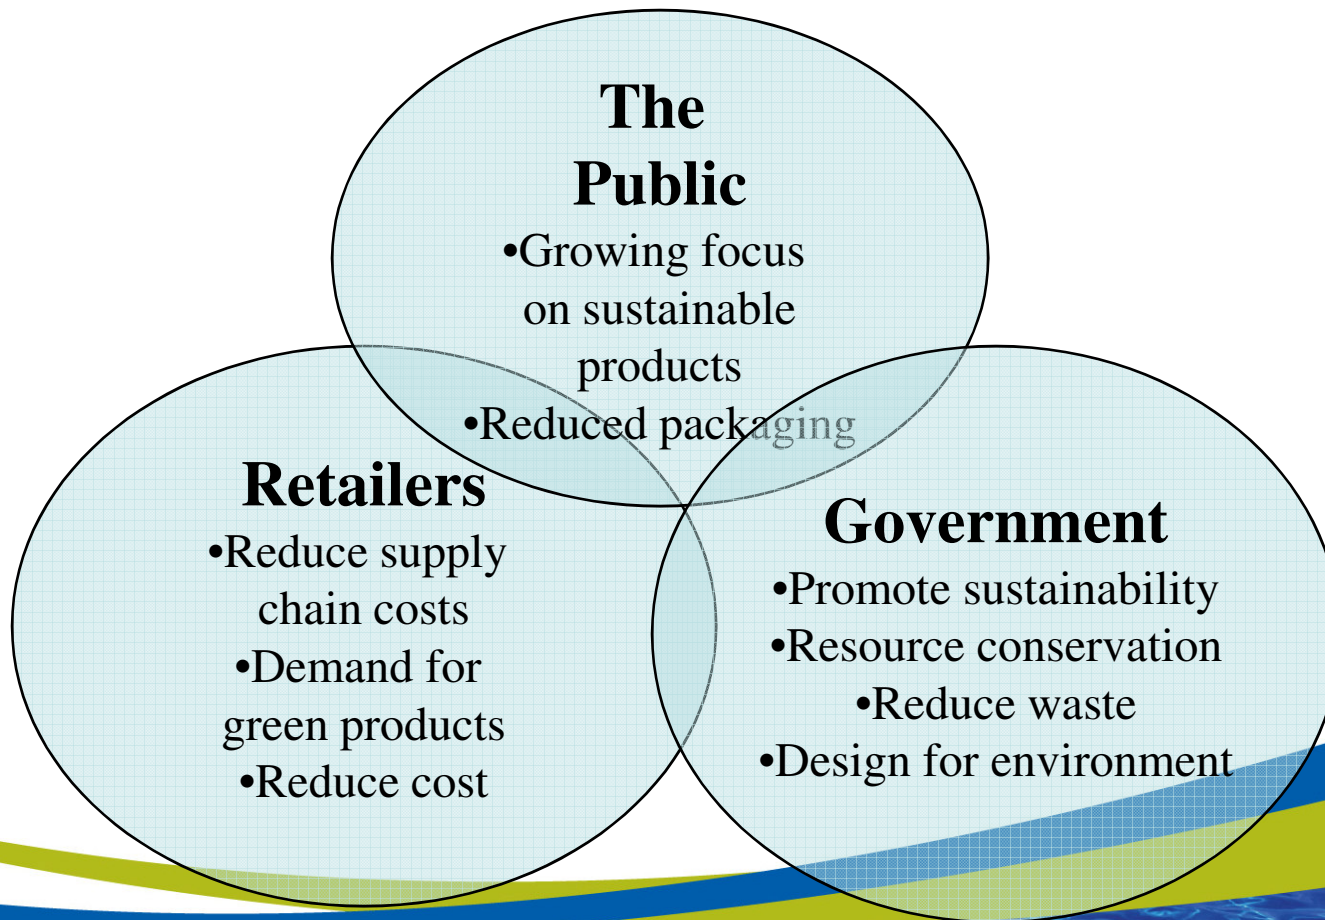 The
Public
•Growing focus
on sustainable
products
•Reduced packaging
Retailers
•Reduce supply
chain costs
•Demand for
green products
•Reduce cost
Government
•Promote sustainability
•Resource conservation
•Reduce waste
•Design for environment